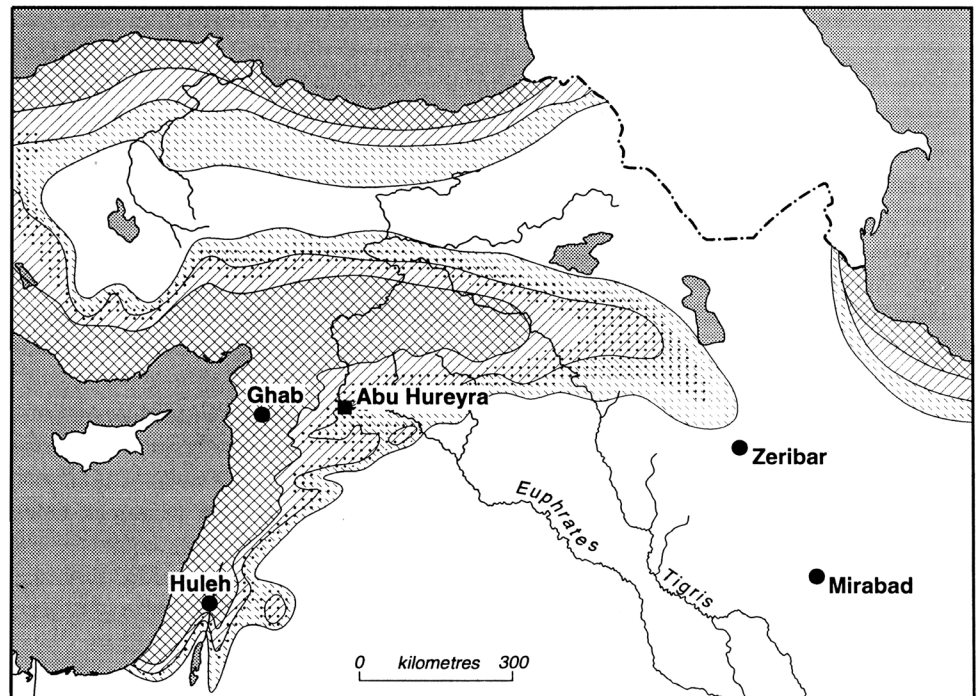 Ghab
Abu Hureyra
Zeribar
Euphrates
Huleh
Tigris
Mirabad
0 kilometres 300